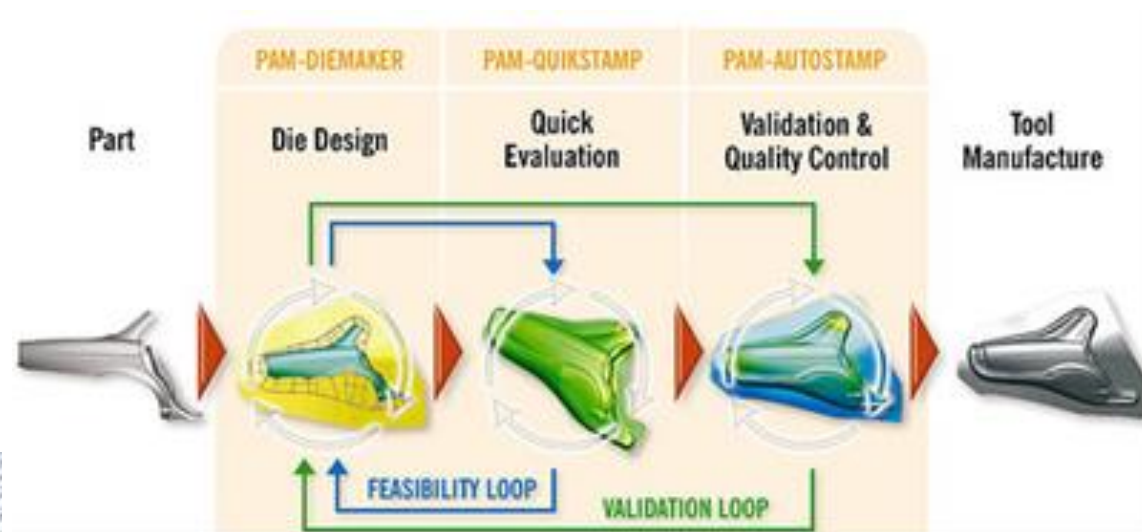 PAM-DIEMAKER
PAM-QUIKSTAMP
PAM-AUTOSTAMP
Part
Die Design
Quick
Evaluation
Validation &
Quality Control
Tool
Manufacture
FEASIBILITY LOOP
VALIDATION LOOP